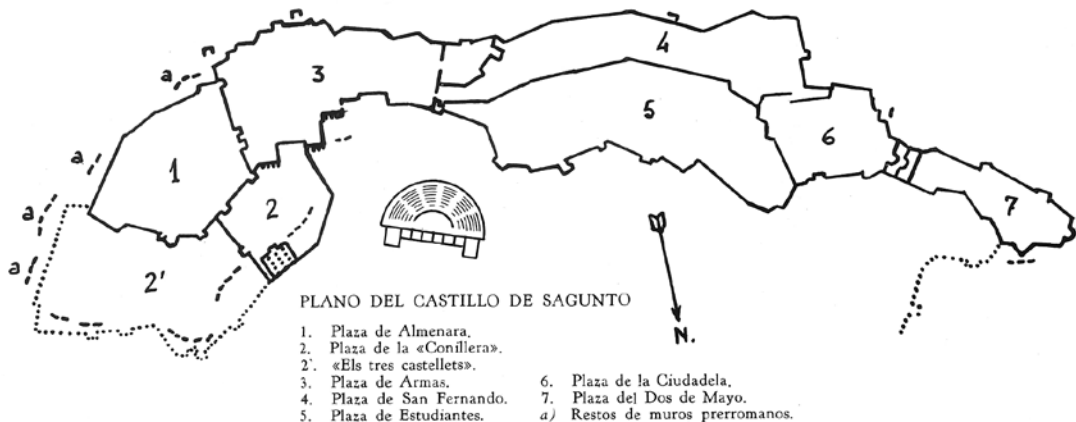 4
3
a
5
6
a
1
2
7
a
a
2'
PLANO DEL CASTILLO DE SAGUNTO
N.
1. Plaza de Almenara.
2. Plaza de la «Conillera».
2'. «Els tres castellets».
3. Plaza de Armas.
4. Plaza de San Fernando.
5. Plaza de Estudiantes.
6. Plaza de la Ciudadela.
7. Plaza del Dos de Mayo.
a) Restos de muros prerromanos.